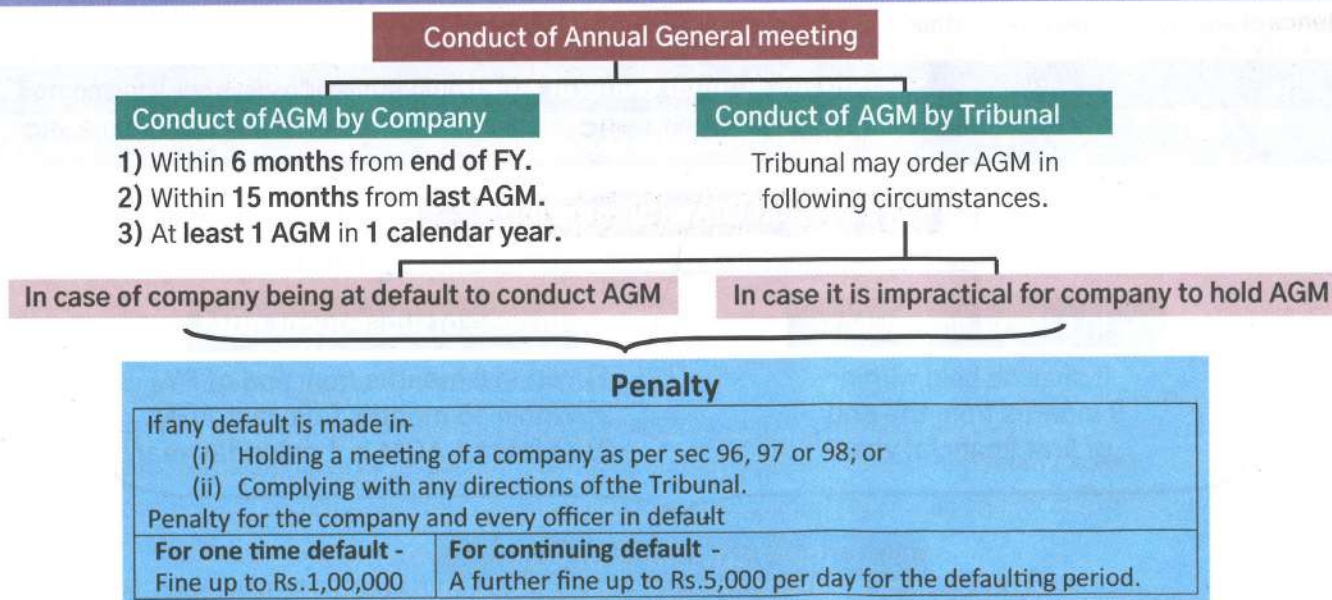 Conduct of Annual General meeting
Conduct of AGM by Company
1) Within 6 months from end of FY.
2) Within 15 months from last AGM.
3) At least 1 AGM in 1 calendar year.
Conduct of AGM by Tribunal
Tribunal may order AGM in
following circumstances.
In case of company being at default to conduct AGM
In case it is impractical for company to hold AGM
Penalty
If any default is made in-
(i) Holding a meeting of a company as per sec 96, 97 or 98; or
(ii) Complying with any directions of the Tribunal.
Penalty for the company and every officer in default
For one time default -
Fine up to Rs.1,00,000
For continuing default -
A further fine up to Rs.5,000 per day for the defaulting period.